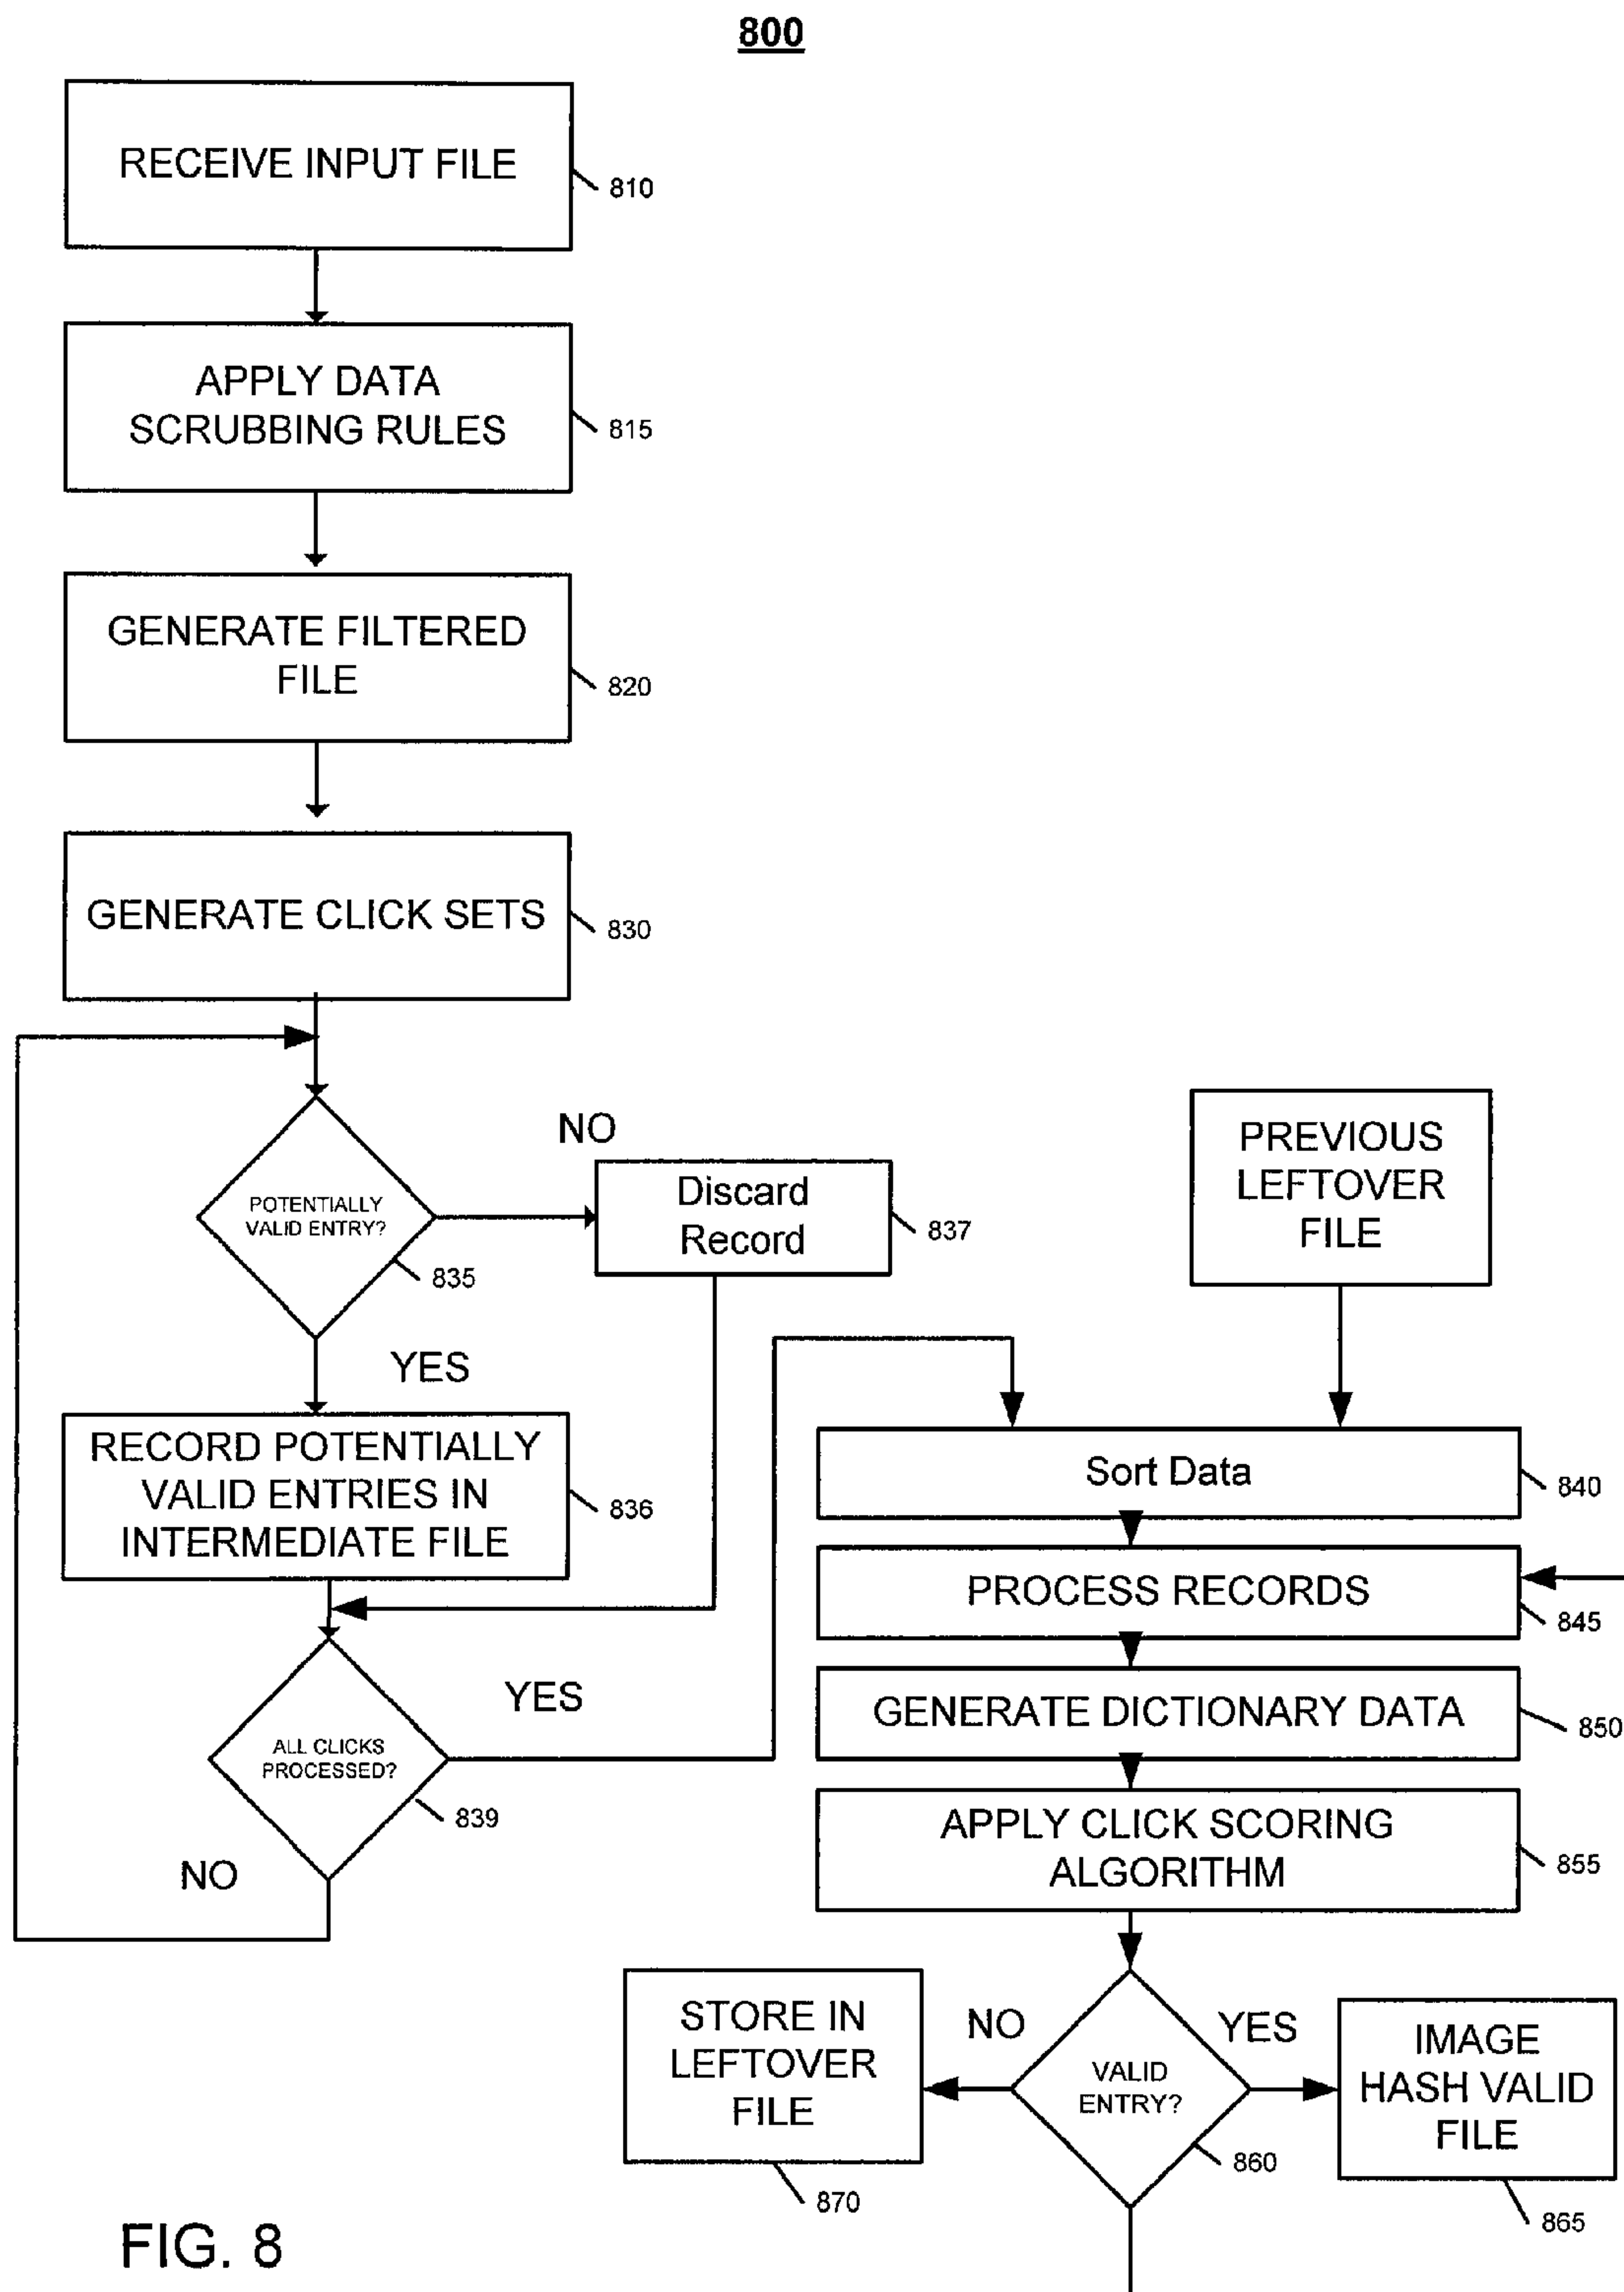 800
RECEIVE INPUT FILE
810
APPLY DATA
SCRUBBING RULES
815
GENERATE FILTERED
FILE
820
GENERATE CLICK SETS
830
POTENTIALLY
VALID ENTRY?
835
NO
Discard
Record
837
YES
RECORD POTENTIALLY
VALID ENTRIES IN
INTERMEDIATE FILE
836
ALL CLICKS
PROCESSED?
839
YES
NO
PREVIOUS
LEFTOVER
FILE
Sort Data
840
PROCESS RECORDS
845
GENERATE DICTIONARY DATA
850
APPLY CLICK SCORING
ALGORITHM
855
VALID
ENTRY?
860
NO
STORE IN
LEFTOVER
FILE
870
YES
IMAGE
HASH VALID
FILE
865
FIG. 8